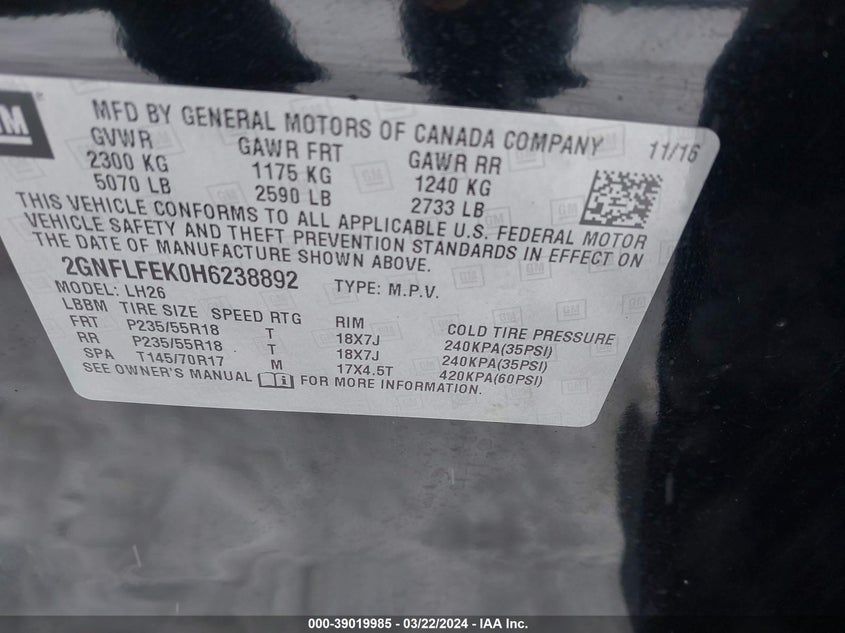 GM
MFD BY GENERAL MOTORS OF CANADA COMPANY 11/16
GVWR GAWR FRT GAWR RR
2300 KG 1175 KG 1240 KG
5070 LB 2590 LB 2733 LB
THIS VEHICLE CONFORMS TO ALL APPLICABLE U.S. FEDERAL MOTOR
VEHICLE SAFETY AND THEFT PREVENTION STANDARDS IN EFFECT ON
THE DATE OF MANUFACTURE SHOWN ABOVE.
2GNFLFEK0H6238892 TYPE: M.P.V.
MODEL: LH26
LBBM TIRE SIZE SPEED RTG RIM COLD TIRE PRESSURE
FRT P235/55R18 T 18X7J 240KPA(35PSI)
RR P235/55R18 T 18X7J 240KPA(35PSI)
SPA T145/70R17 M 17X4.5T 420KPA(60PSI)
SEE OWNER'S MANUAL FOR MORE INFORMATION.
000-39019985 - 03/22/2024 - IAA Inc.